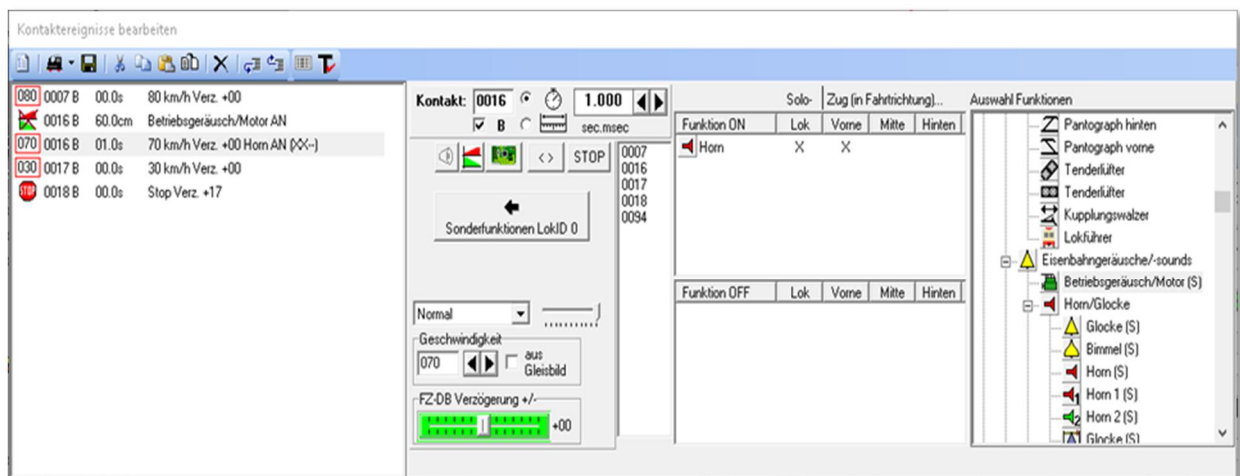 Kontaktereignisse bearbeiten
080 0007 B 00.0s 80 km/h Verz. +00
0016 B 60.0cm Betriebsgeräusch/Motor AN
070 0016 B 01.0s 70 km/h Verz. +00 Horn AN (XX--)
030 0017 B 00.0s 30 km/h Verz. +00
STOP 0018 B 00.0s Stop Verz. +17
Kontakt: 0016 1.000
B sec.msec
<> STOP
Sonderfunktionen LokID 0
Normal
Geschwindigkeit
070 aus Gleisbild
FZ-DB Verzögerung +/-
+00
0007
0016
0017
0018
0094
Solo- Zug (in Fahrtrichtung)...
Funktion ON Lok Vorne Mitte Hinten
Horn X X
Funktion OFF Lok Vorne Mitte Hinten
Auswahl Funktionen
Pantograph hinten
Pantograph vorne
Tenderlüfter
Tenderlüfter
Kupplungswalzer
Lokführer
Eisenbahngeräusche/-sounds
Betriebsgeräusch/Motor (S)
Horn/Glocke
Glocke (S)
Bimmel (S)
Horn (S)
1 Horn 1 (S)
2 Horn 2 (S)
Glocke (S)